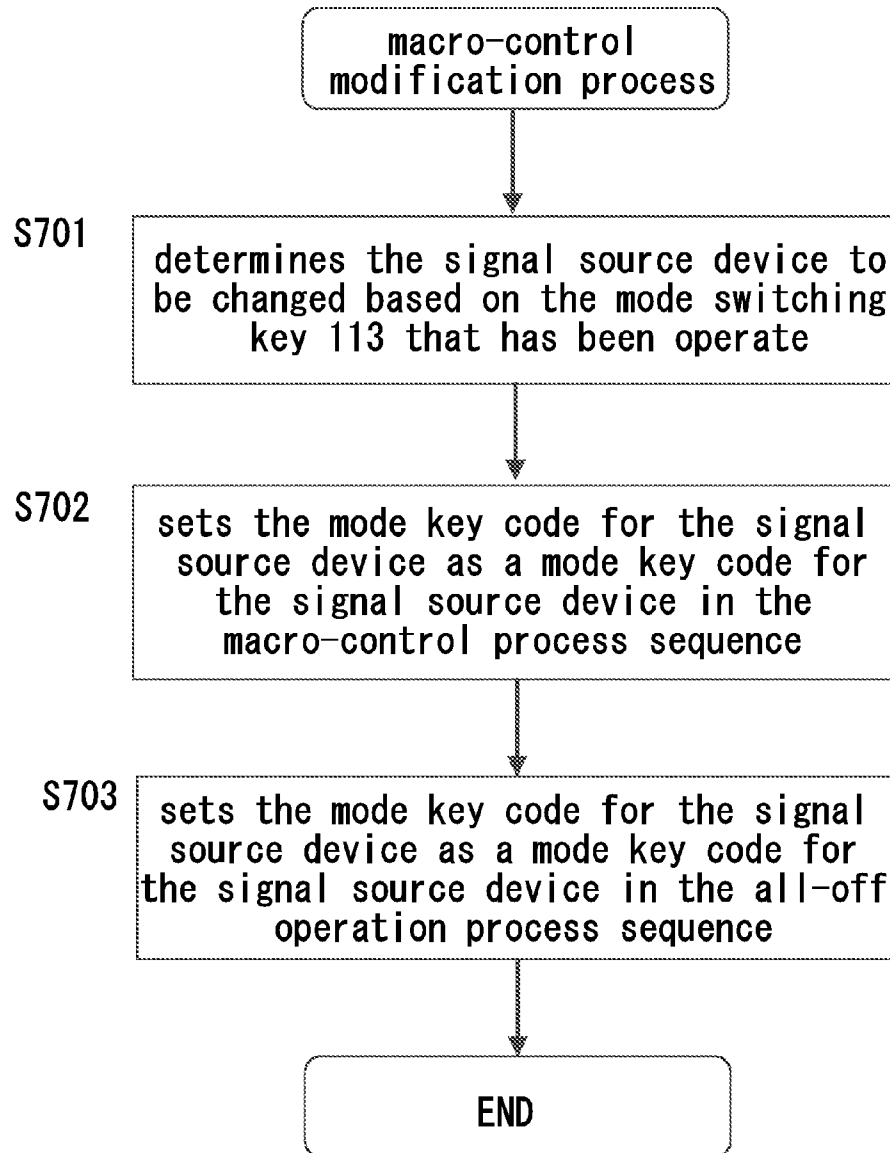 macro-control
modification process
S701
determines the signal source device to
be changed based on the mode switching
key 113 that has been operate
S702
sets the mode key code for the signal
source device as a mode key code for
the signal source device in the
macro-control process sequence
S703
sets the mode key code for the signal
source device as a mode key code for
the signal source device in the all-off
operation process sequence
END